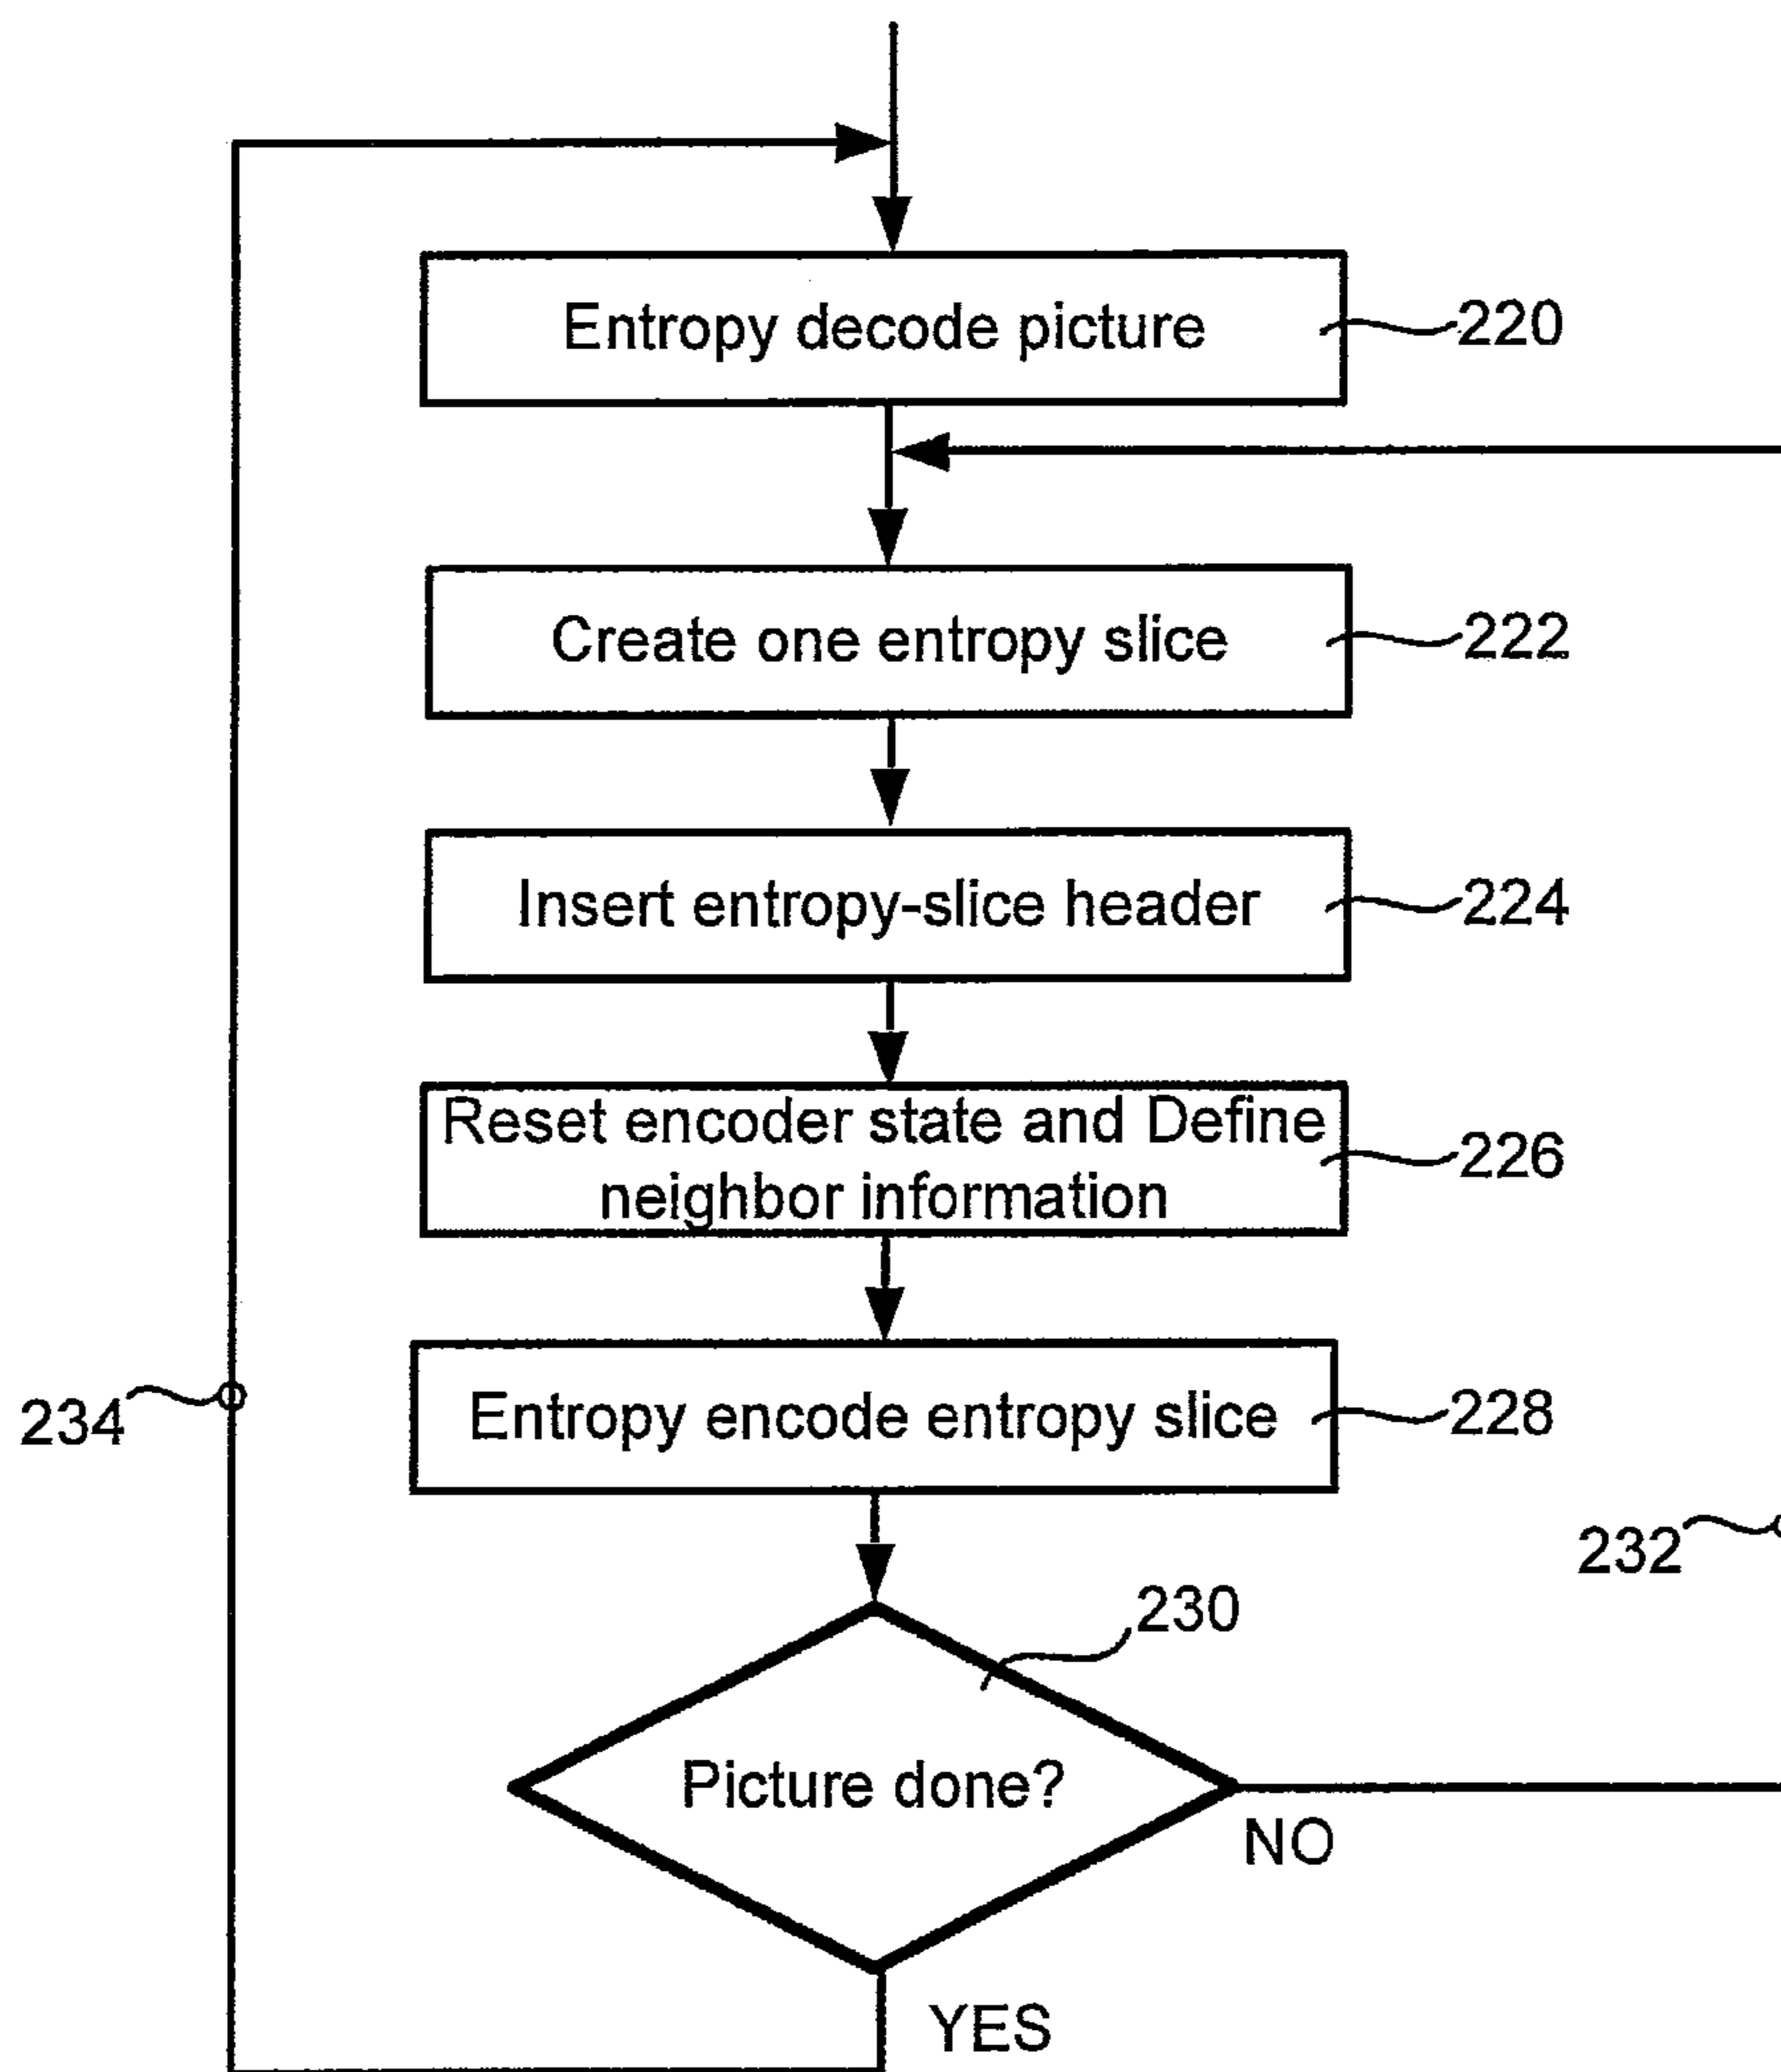 Entropy decode picture
220
Create one entropy slice
222
Insert entropy-slice header
224
Reset encoder state and Define
neighbor information
226
Entropy encode entropy slice
228
234
232
230
Picture done?
NO
YES